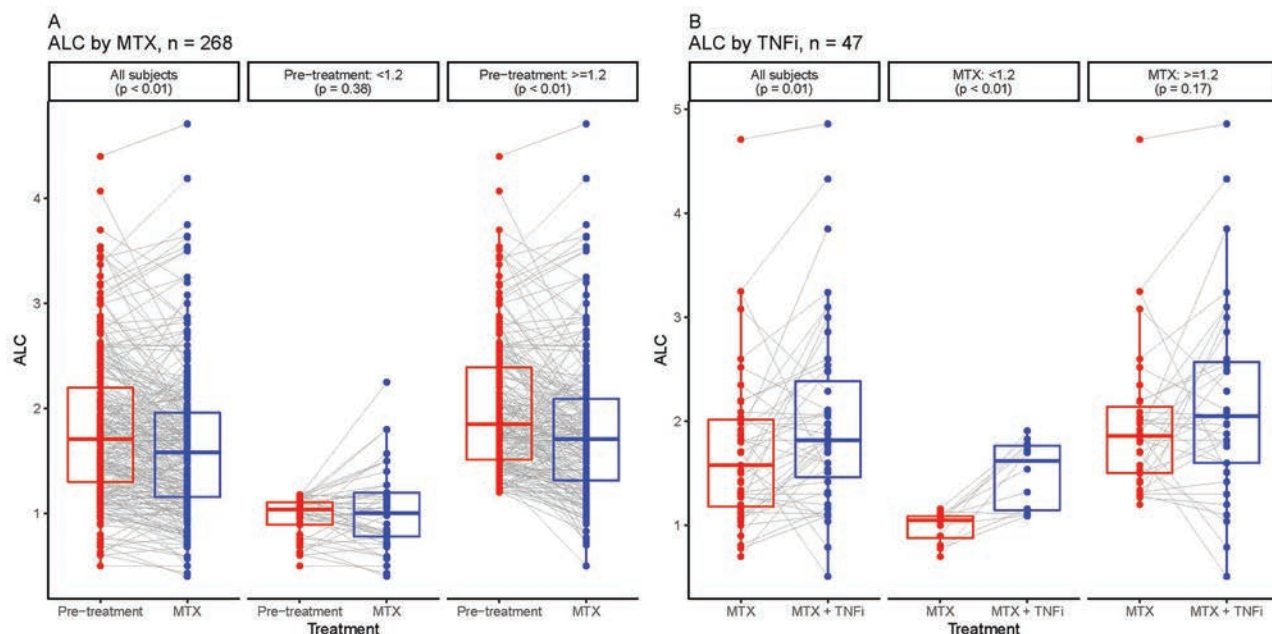 A
ALC by MTX, n = 268
All subjects
(p < 0.01)
Pre-treatment: <1.2
(p = 0.38)
Pre-treatment: >=1.2
(p < 0.01)
ALC
4
3
2
1
Pre-treatment
MTX
Pre-treatment
MTX
Pre-treatment
MTX
Treatment
B
ALC by TNFi, n = 47
All subjects
(p = 0.01)
MTX: <1.2
(p < 0.01)
MTX: >=1.2
(p = 0.17)
ALC
5
4
3
2
1
MTX
MTX + TNFi
MTX
MTX + TNFi
MTX
MTX + TNFi
Treatment